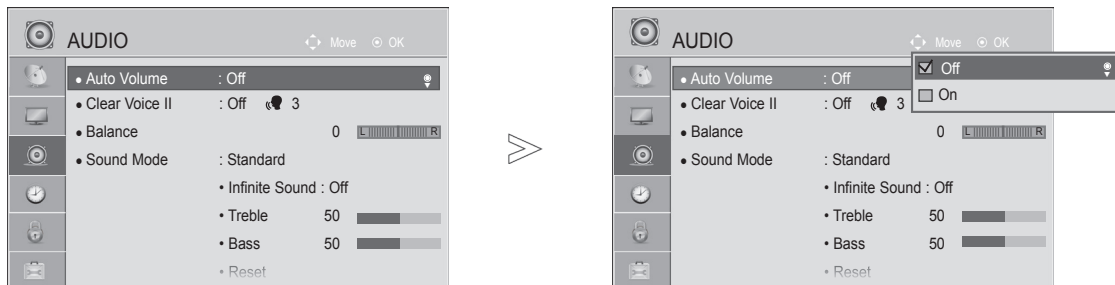 AUDIO
Move OK
• Auto Volume : Off
• Clear Voice II : Off 3
• Balance 0 L R
• Sound Mode : Standard
• Infinite Sound : Off
• Treble 50
• Bass 50
• Reset
AUDIO
Move OK
• Auto Volume : Off
• Clear Voice II : Off 3
• Balance 0 L R
• Sound Mode : Standard
• Infinite Sound : Off
• Treble 50
• Bass 50
• Reset
Off
On